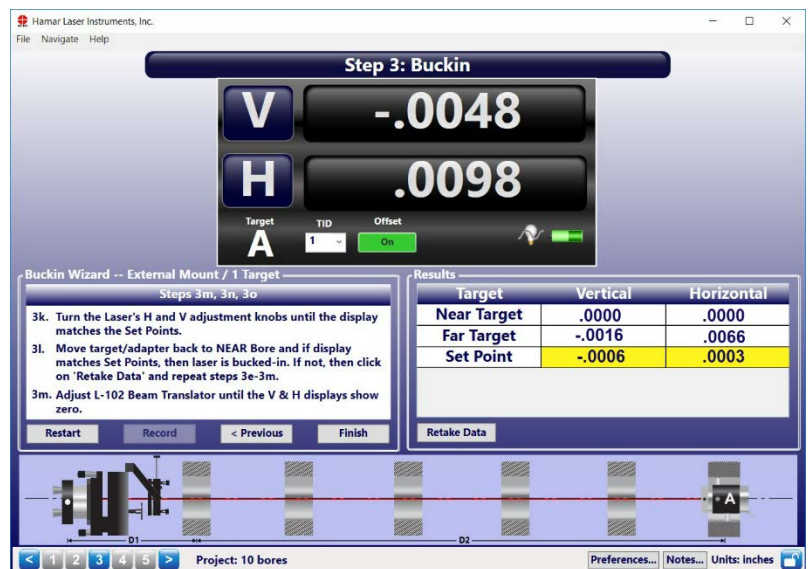 Hamar Laser Instruments, Inc.
File Navigate Help
Step 3: Buckin
V -.0048
H .0098
Target TID Offset
A 1 On
Buckin Wizard -- External Mount / 1 Target
Steps 3m, 3n, 3o
3k. Turn the Laser's H and V adjustment knobs until the display
matches the Set Points.
3l. Move target/adapter back to NEAR Bore and if display
matches Set Points, then laser is bucked-in. If not, then click
on 'Retake Data' and repeat steps 3e-3m.
3m. Adjust L-102 Beam Translator until the V & H displays show
zero.
Restart Record < Previous Finish
Results
Target Vertical Horizontal
Near Target .0000 .0000
Far Target -.0016 .0066
Set Point -.0006 .0003
Retake Data
A
D1 D2
< 1 2 3 4 5 > Project: 10 bores Preferences... Notes... Units: inches